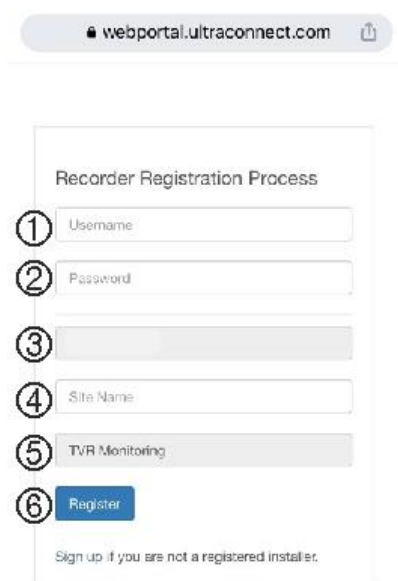 webportal.ultraconnect.com
Recorder Registration Process
① Username
② Password
③
④ Site Name
⑤ TVR Monitoring
⑥ Register
Sign up if you are not a registered installer.